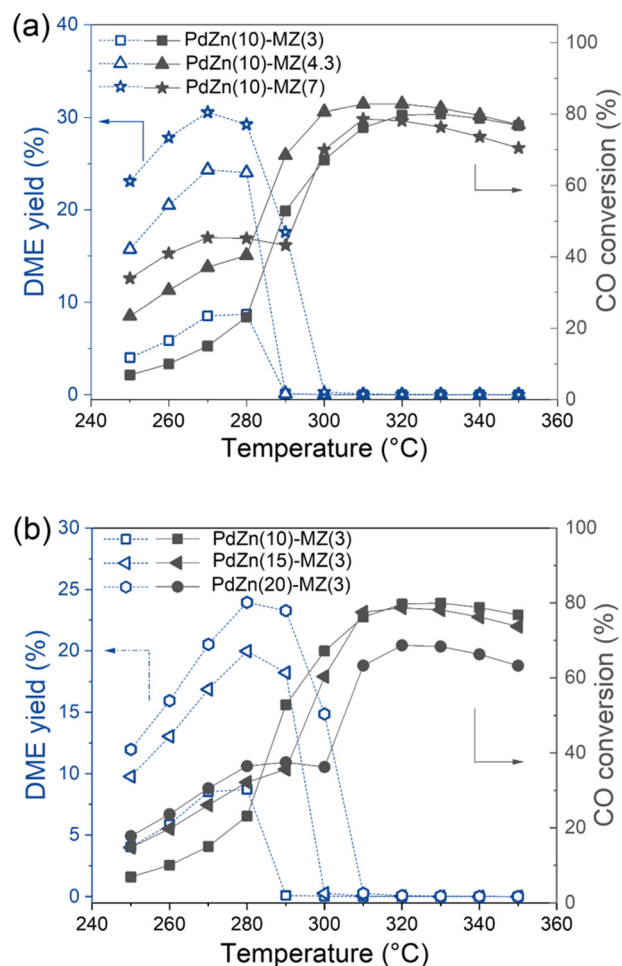 (a)
PdZn(10)-MZ(3)
PdZn(10)-MZ(4.3)
PdZn(10)-MZ(7)
DME yield (%)
40
30
20
10
0
CO conversion (%)
100
80
60
40
20
0
240 260 280 300 320 340 360
Temperature (°C)
(b)
PdZn(10)-MZ(3)
PdZn(15)-MZ(3)
PdZn(20)-MZ(3)
DME yield (%)
30
25
20
15
10
5
0
CO conversion (%)
100
80
60
40
20
0
240 260 280 300 320 340 360
Temperature (°C)